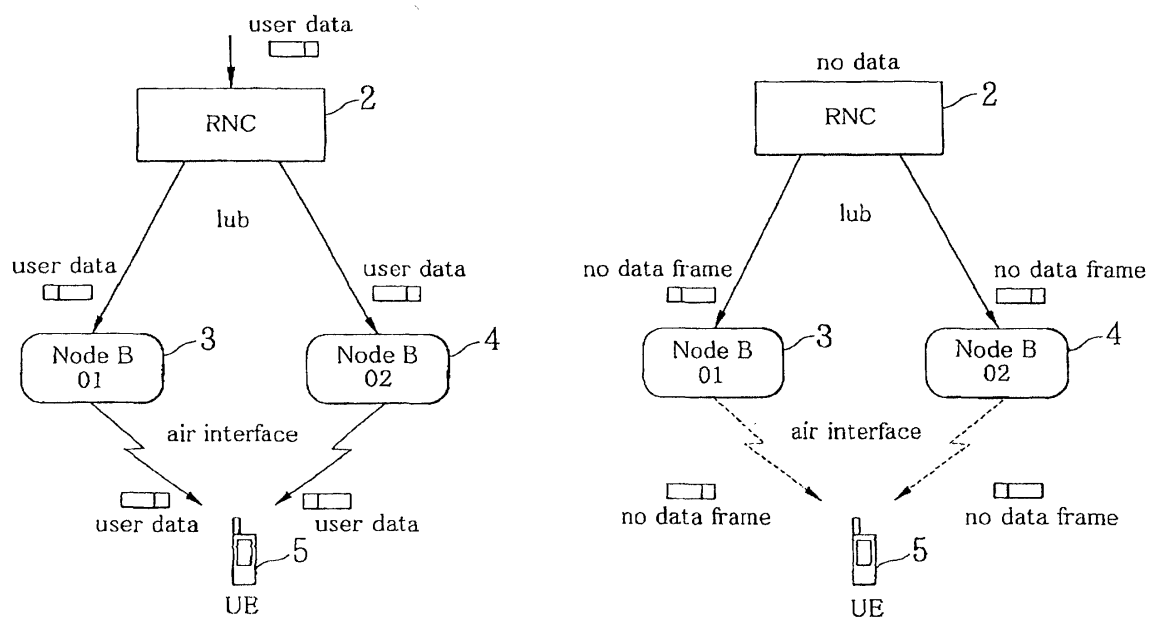 user data
2
RNC
lub
user data
user data
3
Node B
01
4
Node B
02
air interface
user data
user data
5
UE
no data
2
RNC
lub
no data frame
no data frame
3
Node B
01
4
Node B
02
air interface
no data frame
no data frame
5
UE